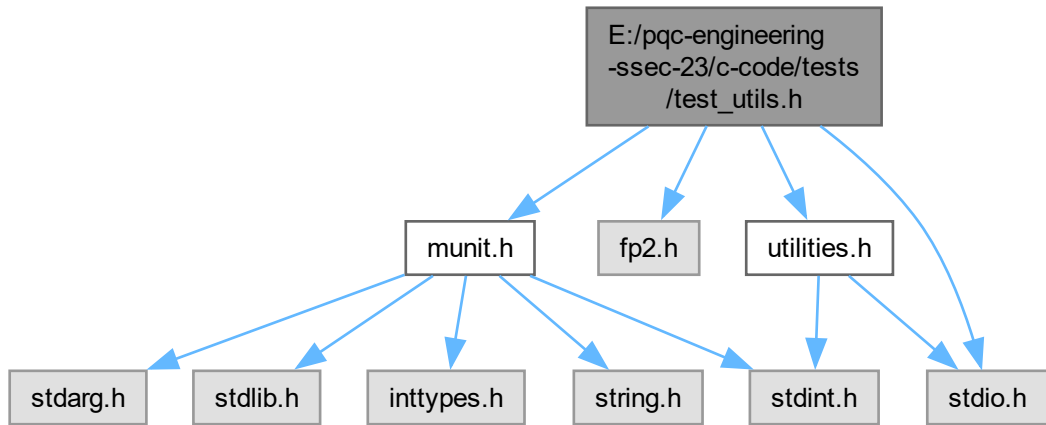 E:/pqc-engineering
-ssec-23/c-code/tests
/test_utils.h
munit.h
fp2.h
utilities.h
stdarg.h
stdlib.h
inttypes.h
string.h
stdint.h
stdio.h